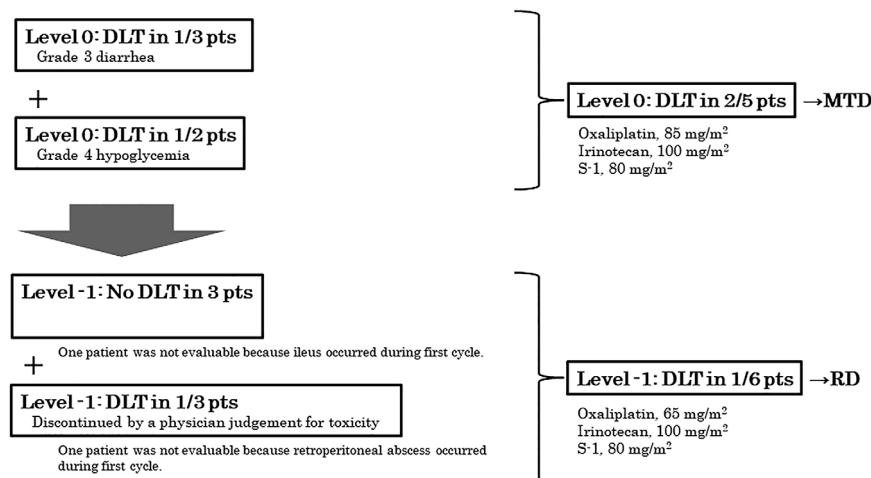 Level 0: DLT in 1/3 pts
Grade 3 diarrhea
+
Level 0: DLT in 1/2 pts
Grade 4 hypoglycemia
Level 0: DLT in 2/5 pts →MTD
Oxaliplatin, 85 mg/m²
Irinotecan, 100 mg/m²
S-1, 80 mg/m²
Level -1: No DLT in 3 pts
One patient was not evaluable because ileus occurred during first cycle.
+
Level -1: DLT in 1/3 pts
Discontinued by a physician judgement for toxicity
One patient was not evaluable because retroperitoneal abscess occurred
during first cycle.
Level -1: DLT in 1/6 pts →RD
Oxaliplatin, 65 mg/m²
Irinotecan, 100 mg/m²
S-1, 80 mg/m²